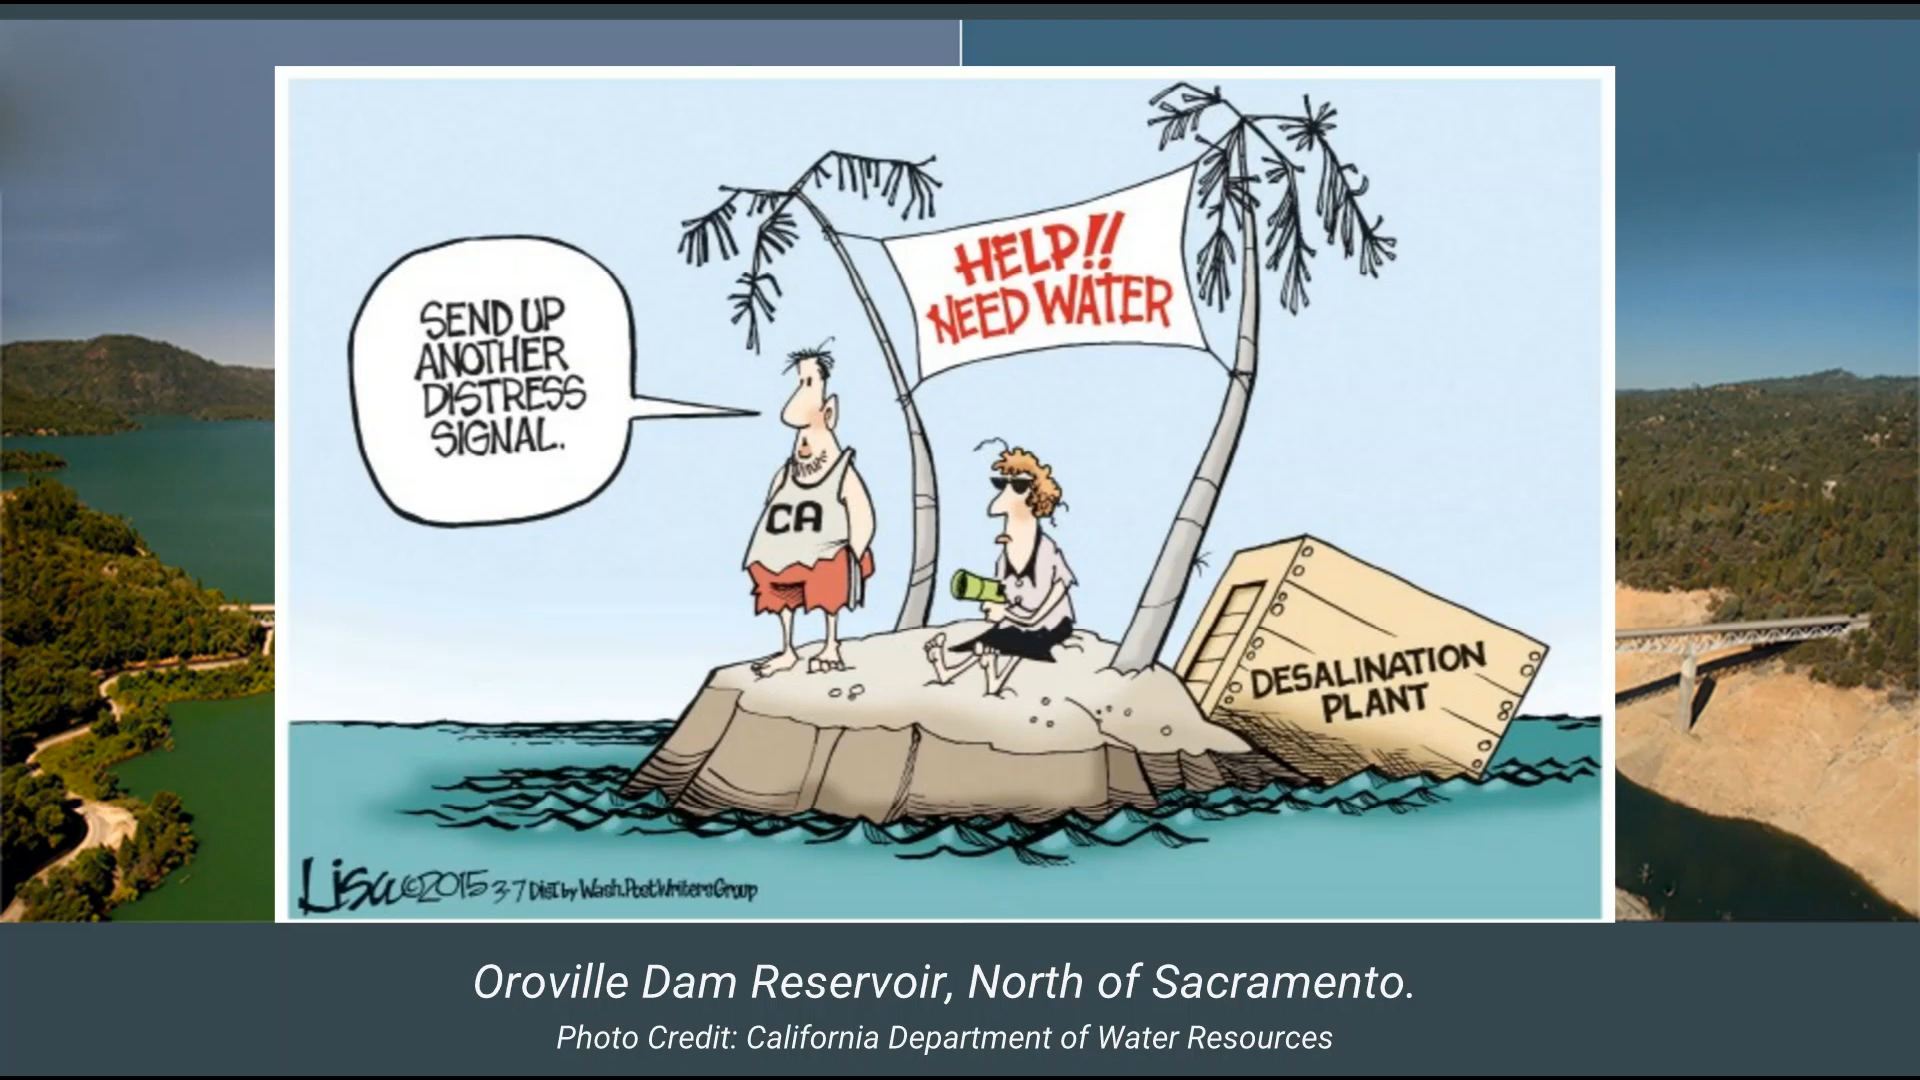 HELP!!
NEED WATER
SEND UP
ANOTHER
DISTRESS
SIGNAL.
CA
DESALINATION
PLANT
Lisa ©2015 3-7 Dist by Wash.Post Writers Group
Oroville Dam Reservoir, North of Sacramento.
Photo Credit: California Department of Water Resources